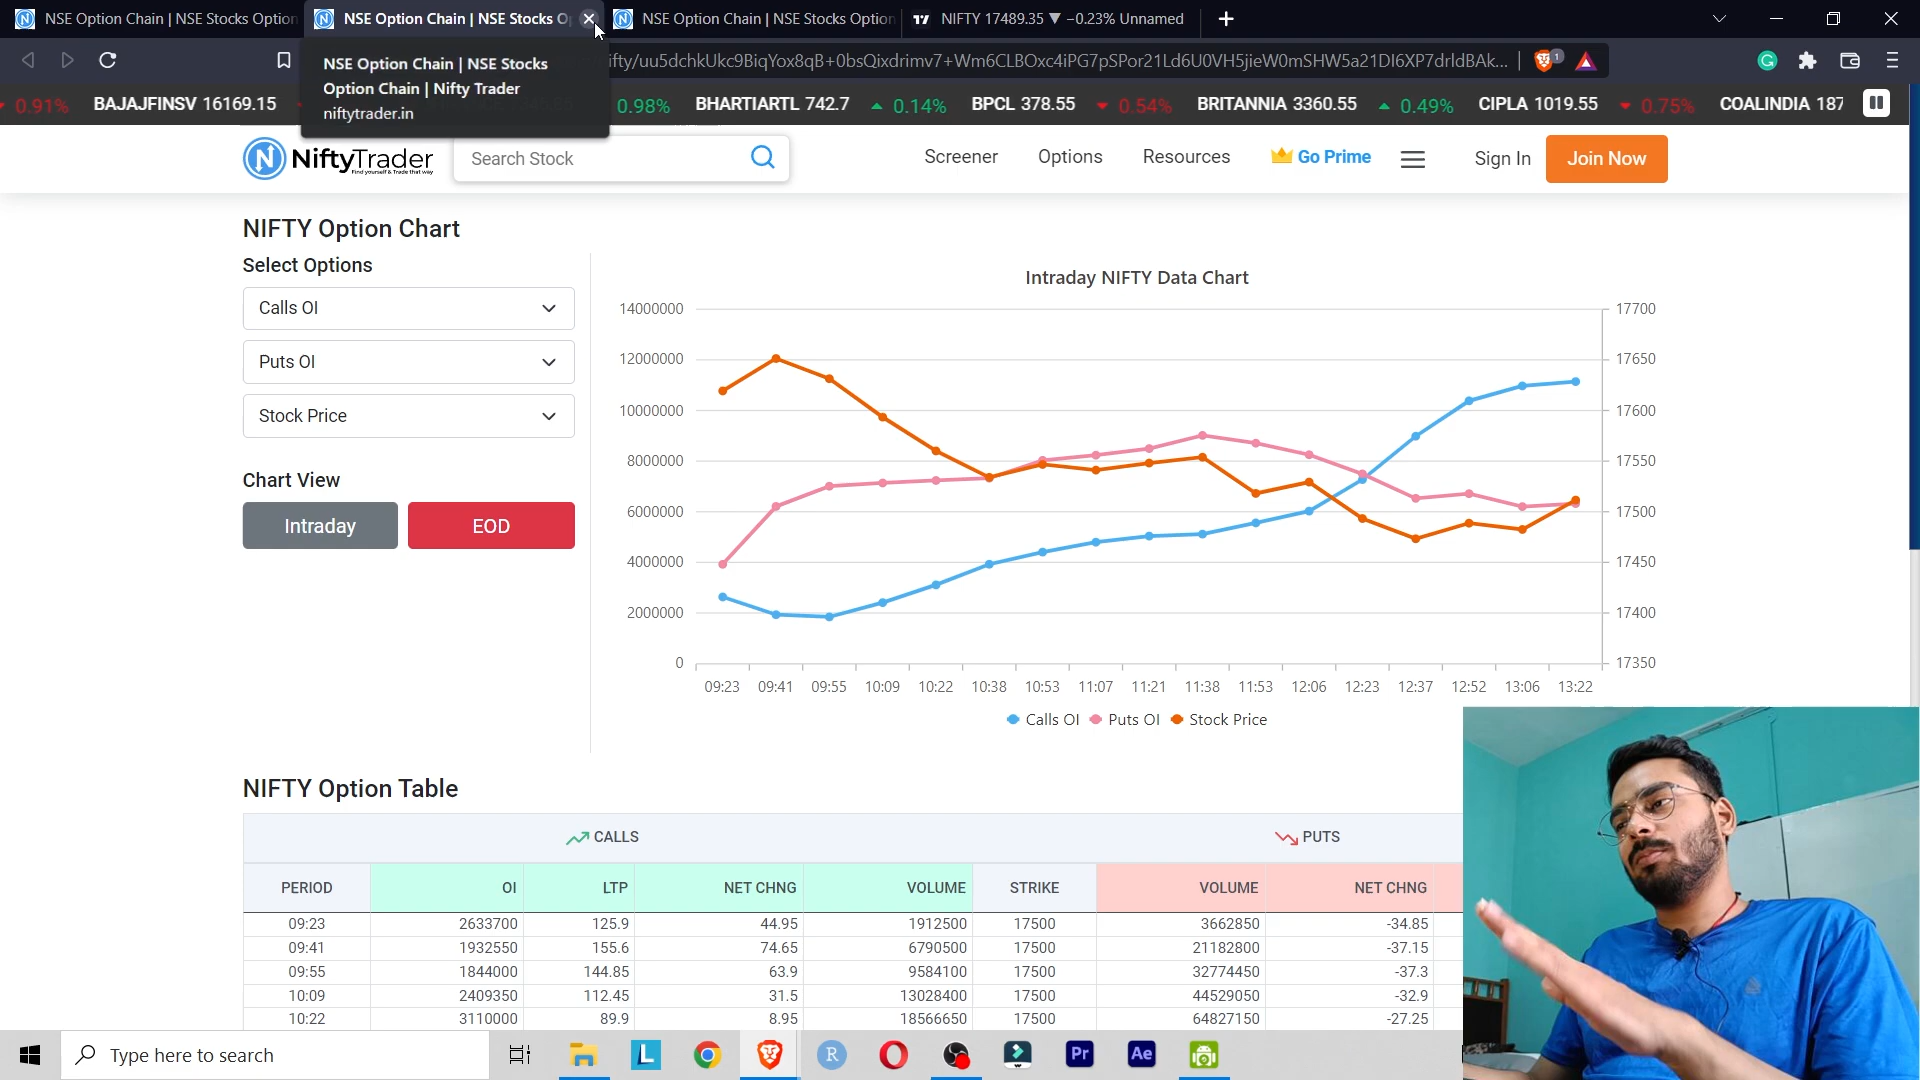 NSE Option Chain | NSE Stocks Option
NSE Option Chain | NSE Stocks Op
NSE Option Chain | NSE Stocks Option
NIFTY 17489.35 ▼ −0.23% Unnamed
NSE Option Chain | NSE Stocks
Option Chain | Nifty Trader
niftytrader.in
ifty/uu5dchkUkc9BiqYox8qB+0bsQixdrimv7+Wm6CLBOxc4iPG7pSPor21Ld6U0VH5jieW0mSHW5a21DI6XP7drldBAk...
1
0.91% BAJAJFINSV 16169.15 0.98% BHARTIARTL 742.7 0.14% BPCL 378.55 0.54% BRITANNIA 3360.55 0.49% CIPLA 1019.55 0.75% COALINDIA 187
NiftyTrader
Find yourself & Trade that way
Search Stock
Screener
Options
Resources
Go Prime
Sign In
Join Now
NIFTY Option Chart
Select Options
Calls OI
Puts OI
Stock Price
Chart View
Intraday
EOD
Intraday NIFTY Data Chart
14000000 17700
12000000 17650
10000000 17600
8000000 17550
6000000 17500
4000000 17450
2000000 17400
0 17350
09:23 09:41 09:55 10:09 10:22 10:38 10:53 11:07 11:21 11:38 11:53 12:06 12:23 12:37 12:52 13:06 13:22
Calls OI Puts OI Stock Price
NIFTY Option Table
CALLS PUTS
PERIOD OI LTP NET CHNG VOLUME STRIKE VOLUME NET CHNG
09:23 2633700 125.9 44.95 1912500 17500 3662850 -34.85
09:41 1932550 155.6 74.65 6790500 17500 21182800 -37.15
09:55 1844000 144.85 63.9 9584100 17500 32774450 -37.3
10:09 2409350 112.45 31.5 13028400 17500 44529050 -32.9
10:22 3110000 89.9 8.95 18566650 17500 64827150 -27.25
Type here to search
L
R
Pr
Ae